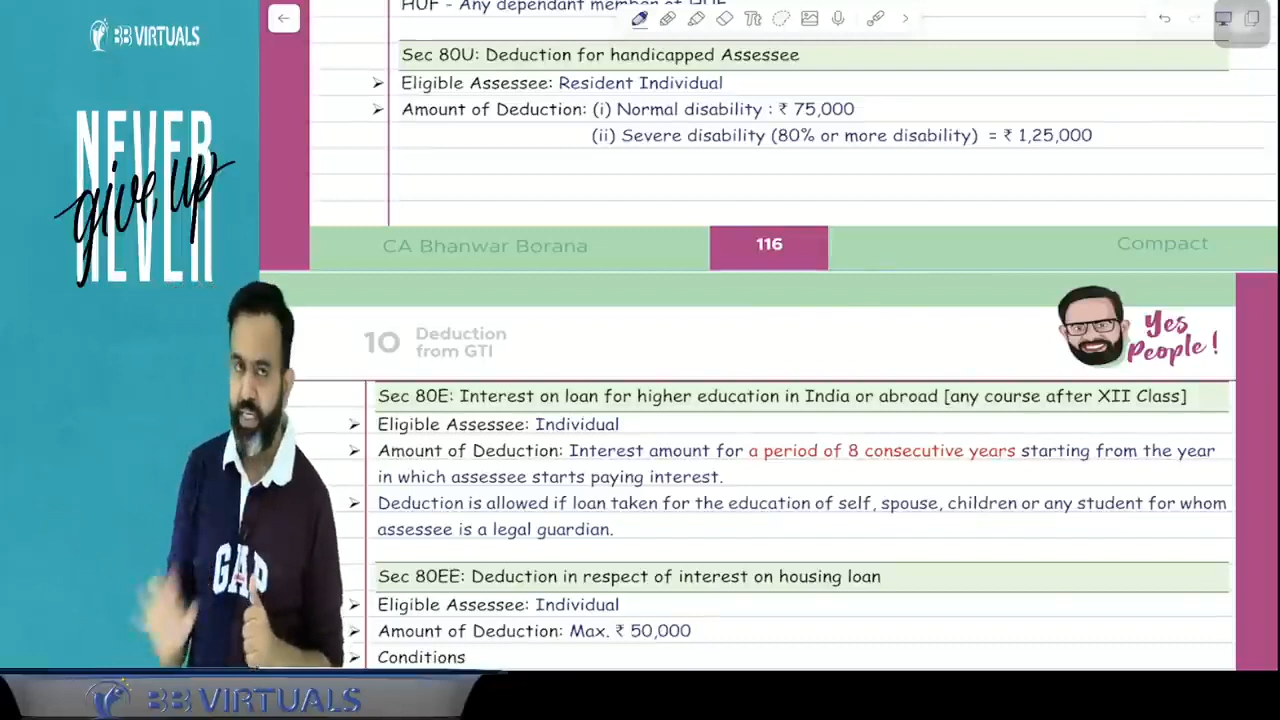 BB VIRTUALS
NEVER
give up
NEVER
HUF - Any dependant member of HUF
Sec 80U: Deduction for handicapped Assessee
➤ Eligible Assessee: Resident Individual
➤ Amount of Deduction: (i) Normal disability : ₹ 75,000
(ii) Severe disability (80% or more disability) = ₹ 1,25,000
CA Bhanwar Borana
116
Compact
10 Deduction
from GTI
Yes
People !
Sec 80E: Interest on loan for higher education in India or abroad [any course after XII Class]
➤ Eligible Assessee: Individual
➤ Amount of Deduction: Interest amount for a period of 8 consecutive years starting from the year
in which assessee starts paying interest.
➤ Deduction is allowed if loan taken for the education of self, spouse, children or any student for whom
assessee is a legal guardian.
Sec 80EE: Deduction in respect of interest on housing loan
➤ Eligible Assessee: Individual
➤ Amount of Deduction: Max. ₹ 50,000
➤ Conditions
GAP
BB VIRTUALS